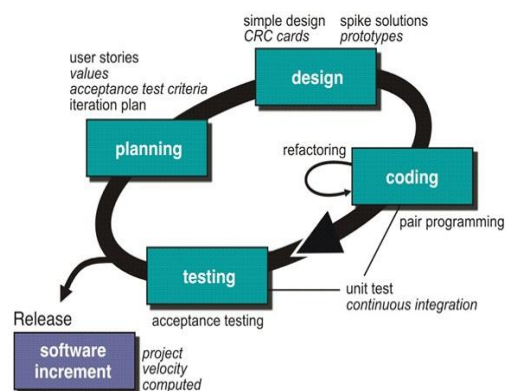 simple design
CRC cards
spike solutions
prototypes
user stories
values
acceptance test criteria
iteration plan
design
planning
refactoring
coding
pair programming
testing
unit test
continuous integration
acceptance testing
Release
software
increment
project
velocity
computed